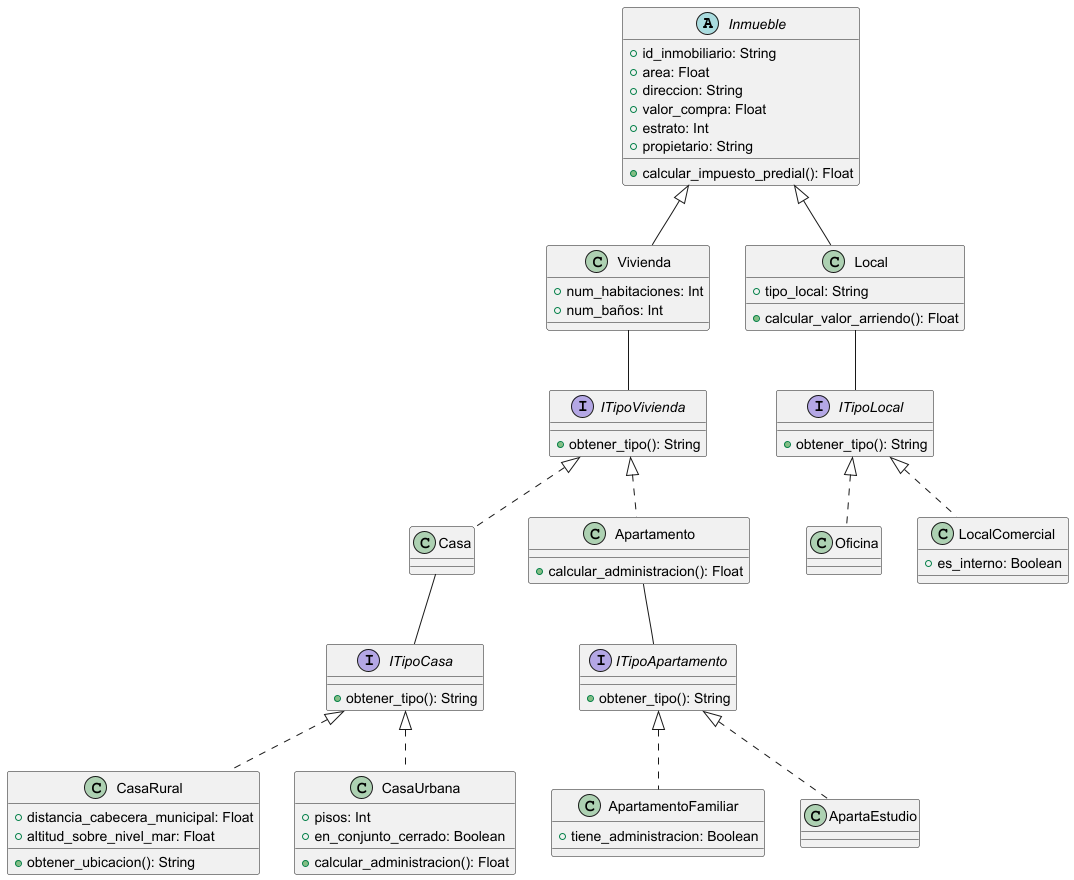 A Inmueble
id_inmobiliario: String
area: Float
direccion: String
valor_compra: Float
estrato: Int
propietario: String
calcular_impuesto_predial(): Float
C Vivienda
num_habitaciones: Int
num_baños: Int
C Local
tipo_local: String
calcular_valor_arriendo(): Float
I ITipoVivienda
obtener_tipo(): String
I ITipoLocal
obtener_tipo(): String
C Casa
C Apartamento
calcular_administracion(): Float
C Oficina
C LocalComercial
es_interno: Boolean
I ITipoCasa
obtener_tipo(): String
I ITipoApartamento
obtener_tipo(): String
C CasaRural
distancia_cabecera_municipal: Float
altitud_sobre_nivel_mar: Float
obtener_ubicacion(): String
C CasaUrbana
pisos: Int
en_conjunto_cerrado: Boolean
calcular_administracion(): Float
C ApartamentoFamiliar
tiene_administracion: Boolean
C ApartaEstudio